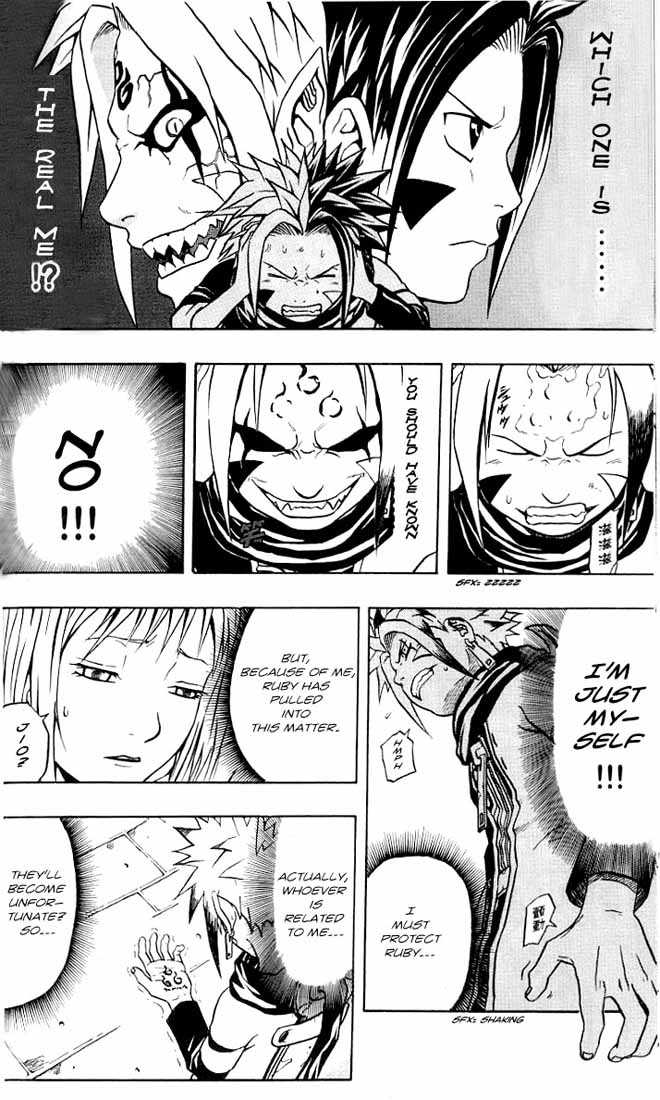 WHICH ONE IS ......
THE REAL ME!?
YOU SHOULD HAVE KNOWN
SFX: ZZZZZ
NO!!!
I'M
JUST
MY-
SELF
!!!
HMPH
BUT,
BECAUSE OF ME,
RUBY HAS
PULLED
INTO
THIS MATTER.
JIO?
I
MUST
PROTECT
RUBY...
顫動
SFX: SHAKING
ACTUALLY,
WHOEVER
IS
RELATED
TO ME...
THEY'LL
BECOME
UNFOR-
TUNATE?
SO...